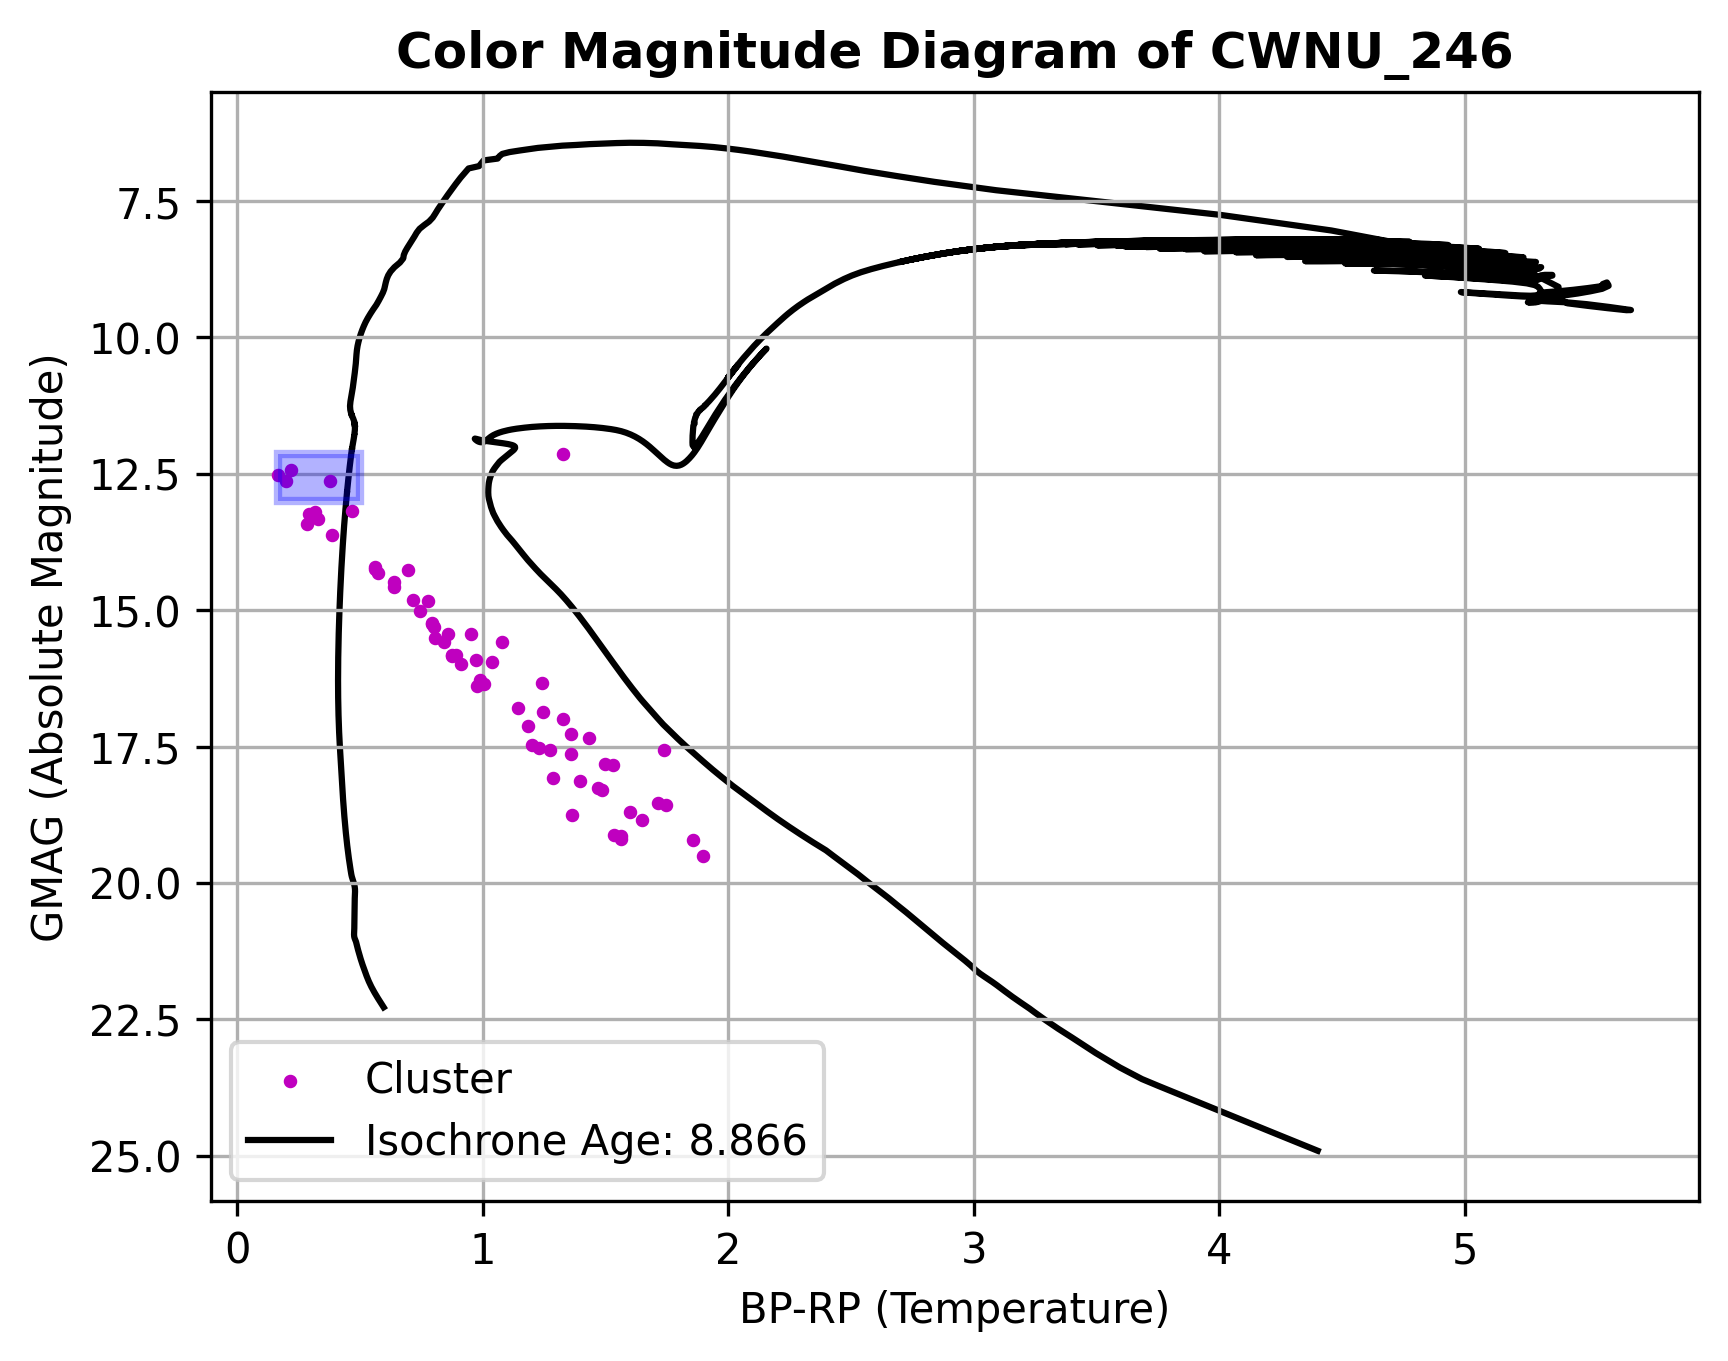 Color Magnitude Diagram of CWNU_246
GMAG (Absolute Magnitude)
7.5
10.0
12.5
15.0
17.5
20.0
22.5
25.0
Cluster
Isochrone Age: 8.866
0 1 2 3 4 5
BP-RP (Temperature)